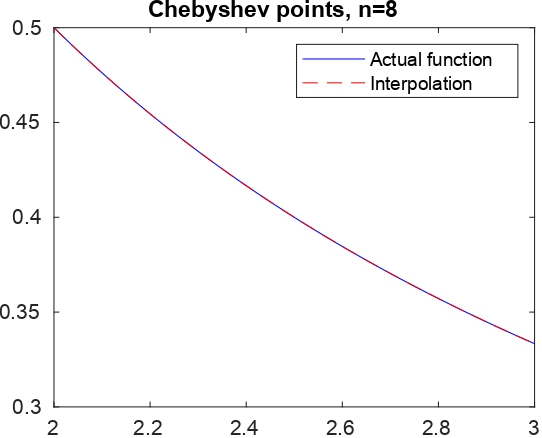 Chebyshev points, n=8
0.5
Actual function
Interpolation
0.45
0.4
0.35
0.3
2 2.2 2.4 2.6 2.8 3